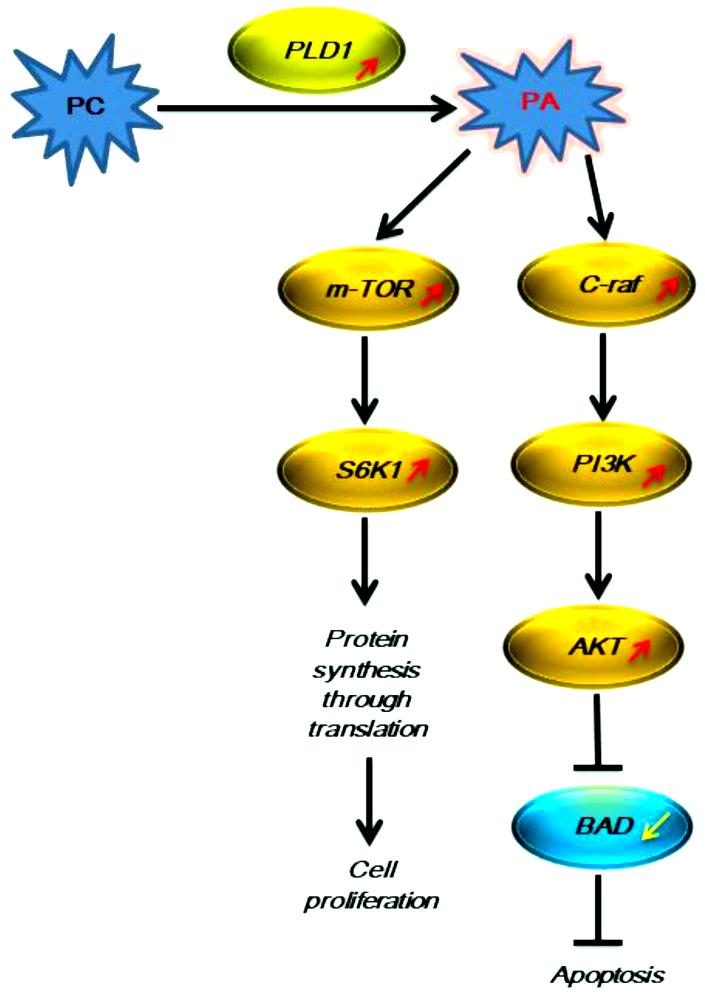 PLD1
PC
PA
m-TOR
C-raf
S6K1
PI3K
AKT
Protein
synthesis
through
translation
BAD
Cell
proliferation
Apoptosis